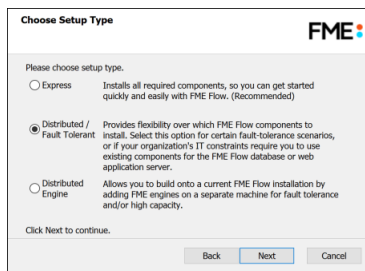 Choose Setup Type
FME
Please choose setup type.
Express
Installs all required components, so you can get started
quickly and easily with FME Flow. (Recommended)
Distributed /
Fault Tolerant
Provides flexibility over which FME Flow components to
install. Select this option for certain fault-tolerance scenarios,
or if your organization's IT constraints require you to use
existing components for the FME Flow database or web
application server.
Distributed
Engine
Allows you to build onto a current FME Flow installation by
adding FME engines on a separate machine for fault tolerance
and/or high capacity.
Click Next to continue.
Back
Next
Cancel